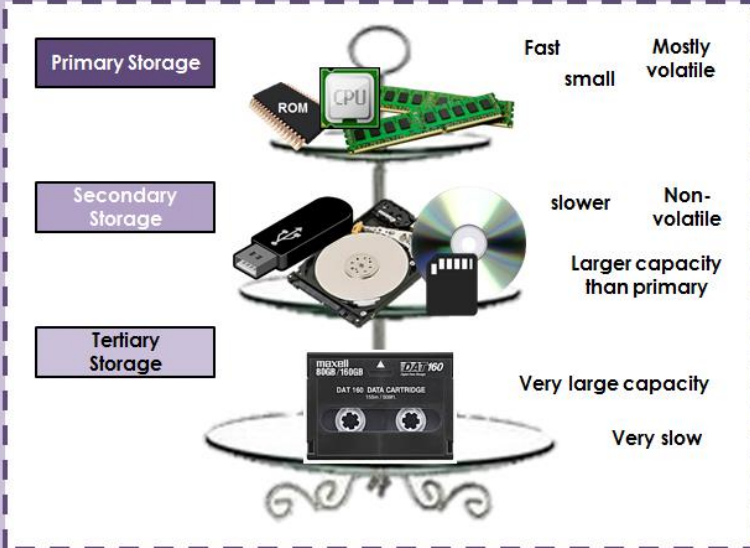 Primary Storage
Fast
Mostly
volatile
small
ROM
CPU
Secondary
Storage
slower
Non-
volatile
Larger capacity
than primary
Tertiary
Storage
maxell
80GB/160GB
DAT 160
DAT 160 DATA CARTRIDGE
Very large capacity
Very slow